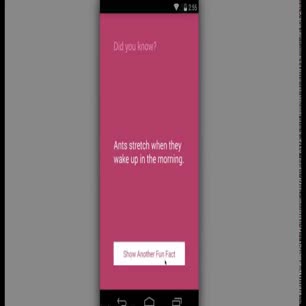 2:55
Did you know?
Ants stretch when they
wake up in the morning.
Show Another Fun Fact